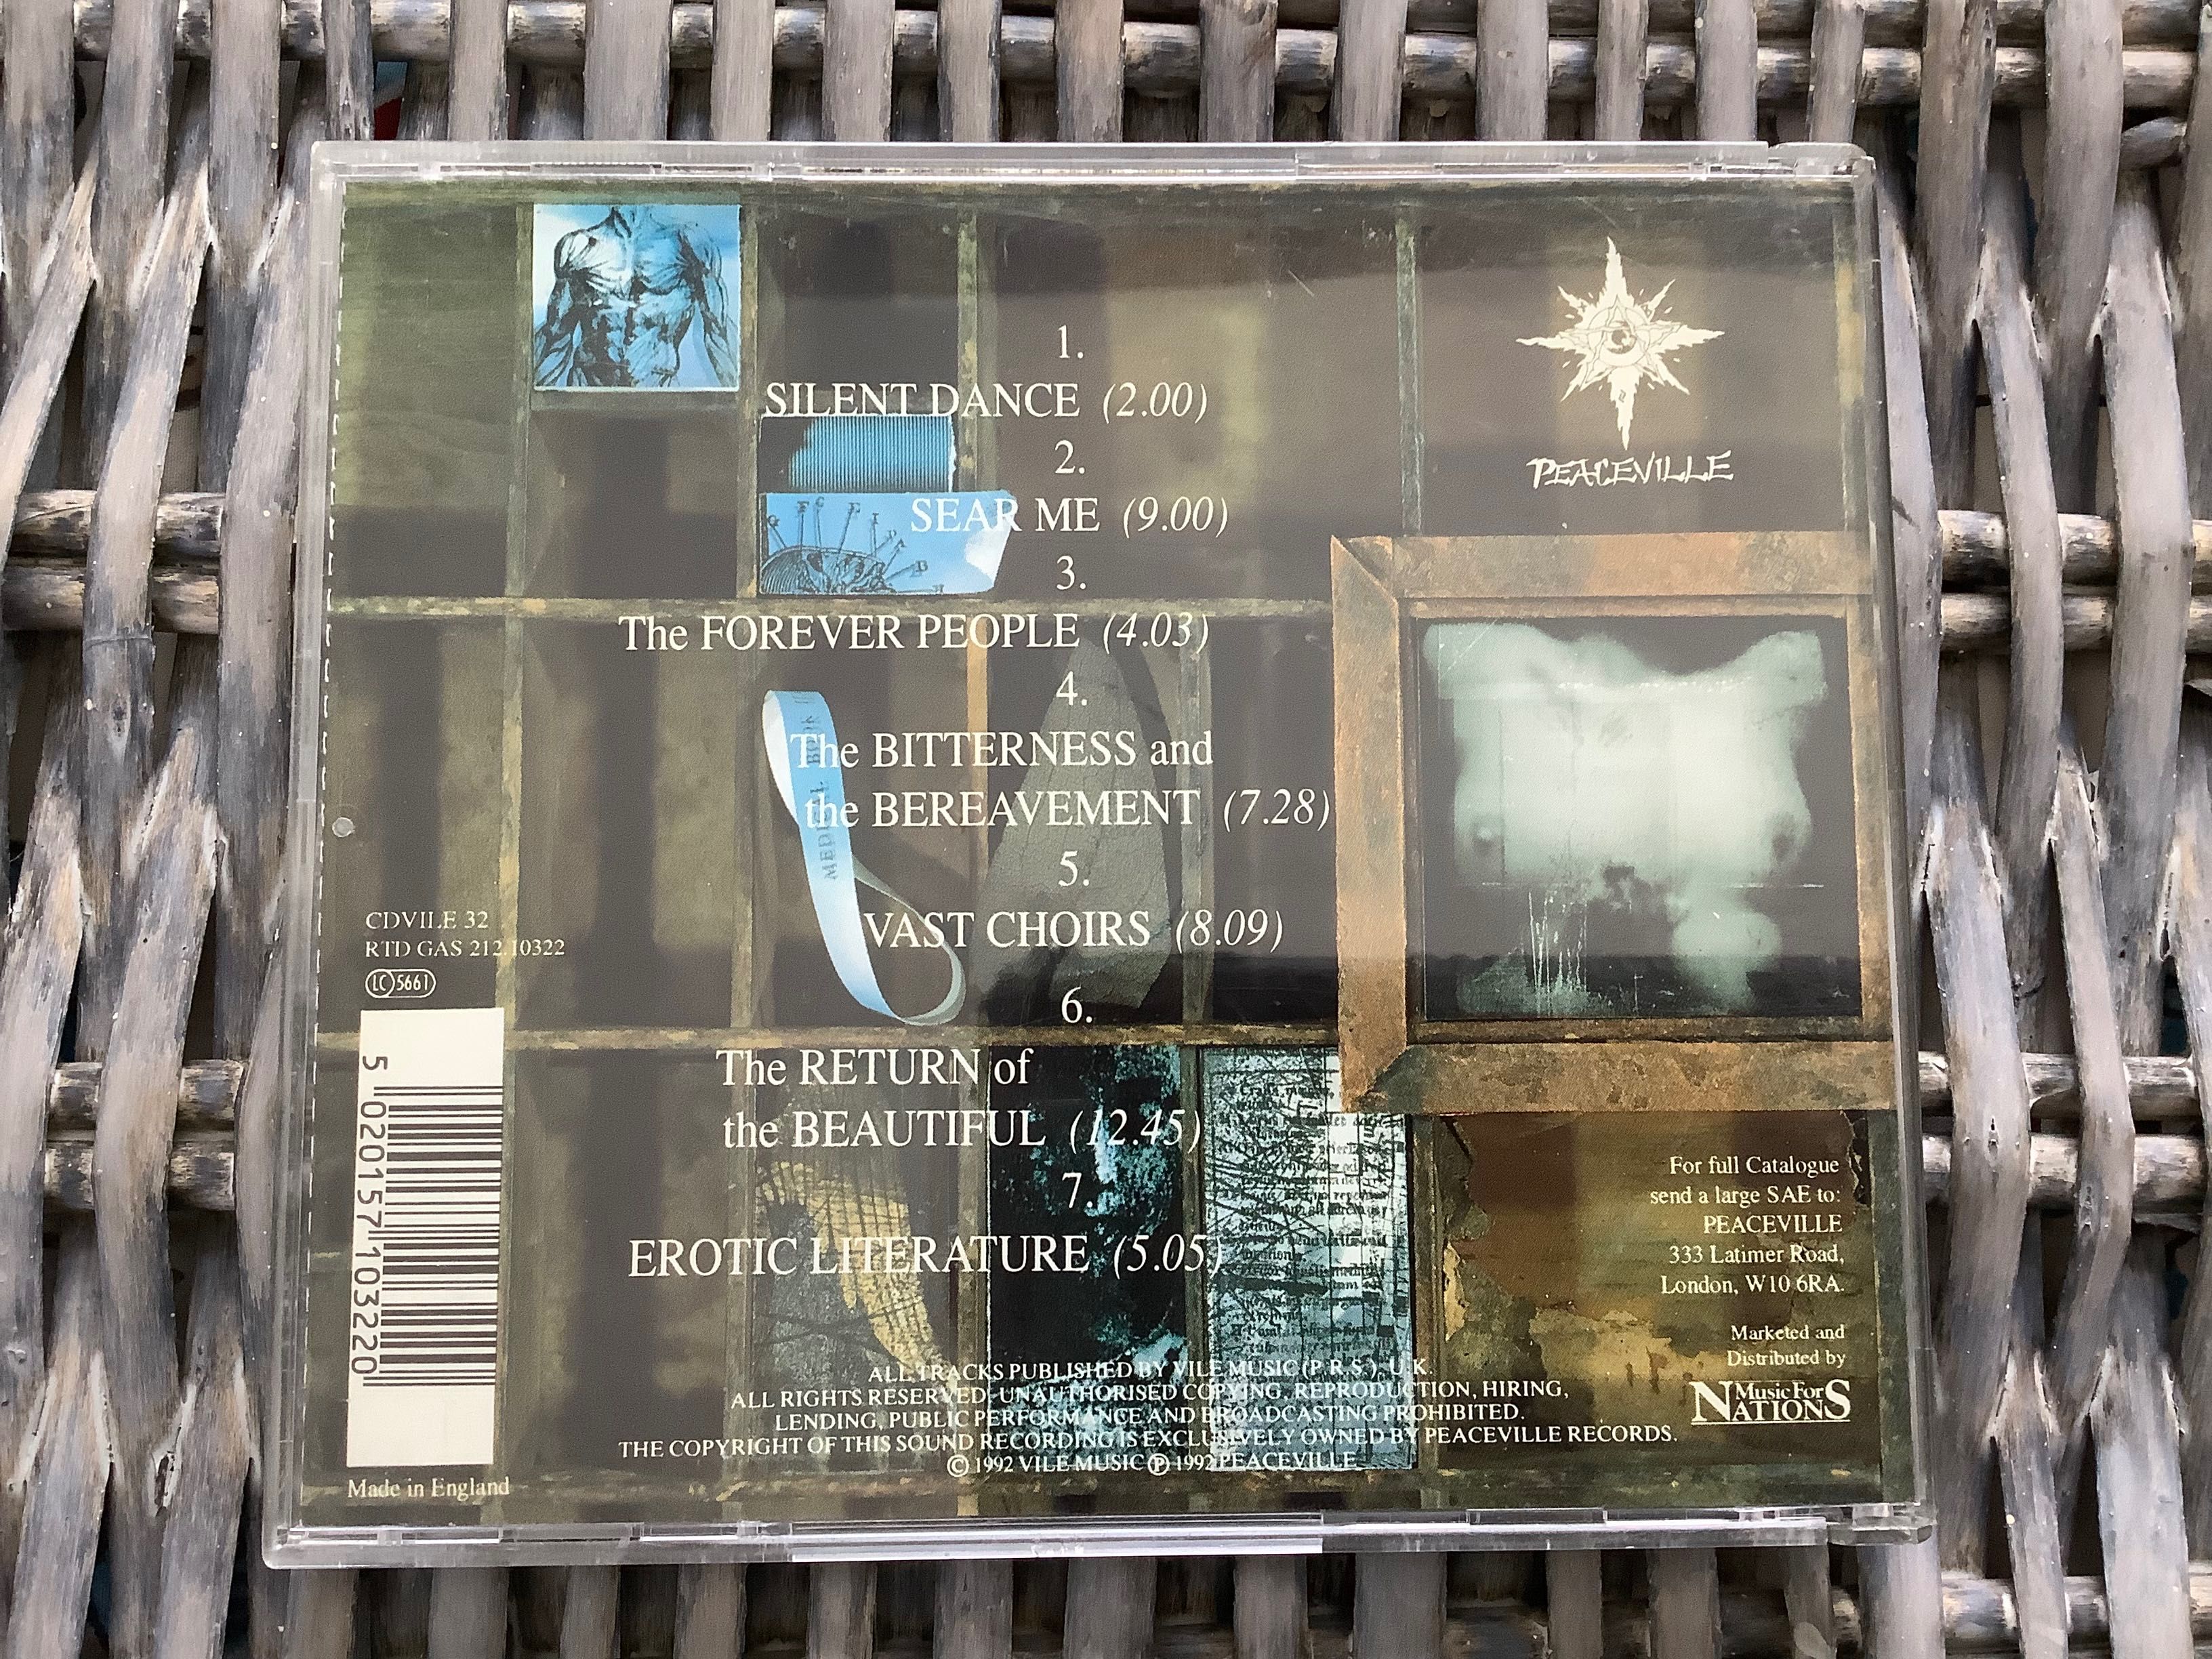 1.
SILENT DANCE (2.00)
2.
SEAR ME (9.00)
3.
The FOREVER PEOPLE (4.03)
4.
The BITTERNESS and
the BEREAVEMENT (7.28)
5.
VAST CHOIRS (8.09)
6.
The RETURN of
the BEAUTIFUL (12.45)
7.
EROTIC LITERATURE (5.05)
PEACEVILLE
CDVILE 32
RTD GAS 212.10322
LC 5661
5 020157 103220
Made in England
For full Catalogue
send a large SAE to:
PEACEVILLE
333 Latimer Road,
London, W10 6RA.
Marketed and
Distributed by
Music For
NATIONS
ALL TRACKS PUBLISHED BY VILE MUSIC (P.R.S.), U.K.
ALL RIGHTS RESERVED. UNAUTHORISED COPYING, REPRODUCTION, HIRING,
LENDING, PUBLIC PERFORMANCE AND BROADCASTING PROHIBITED.
THE COPYRIGHT OF THIS SOUND RECORDING IS EXCLUSIVELY OWNED BY PEACEVILLE RECORDS.
© 1992 VILE MUSIC ℗ 1992 PEACEVILLE